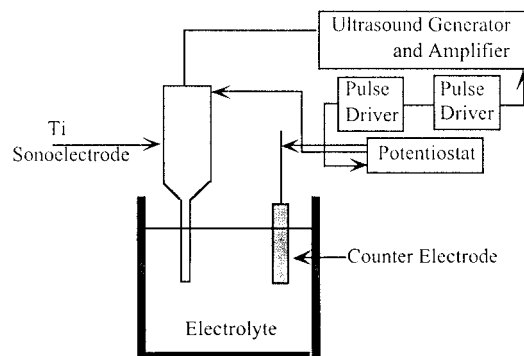 Ultrasound Generator
and Amplifier
Pulse
Driver
Pulse
Driver
Ti
Sonoelectrode
Potentiostat
Counter Electrode
Electrolyte